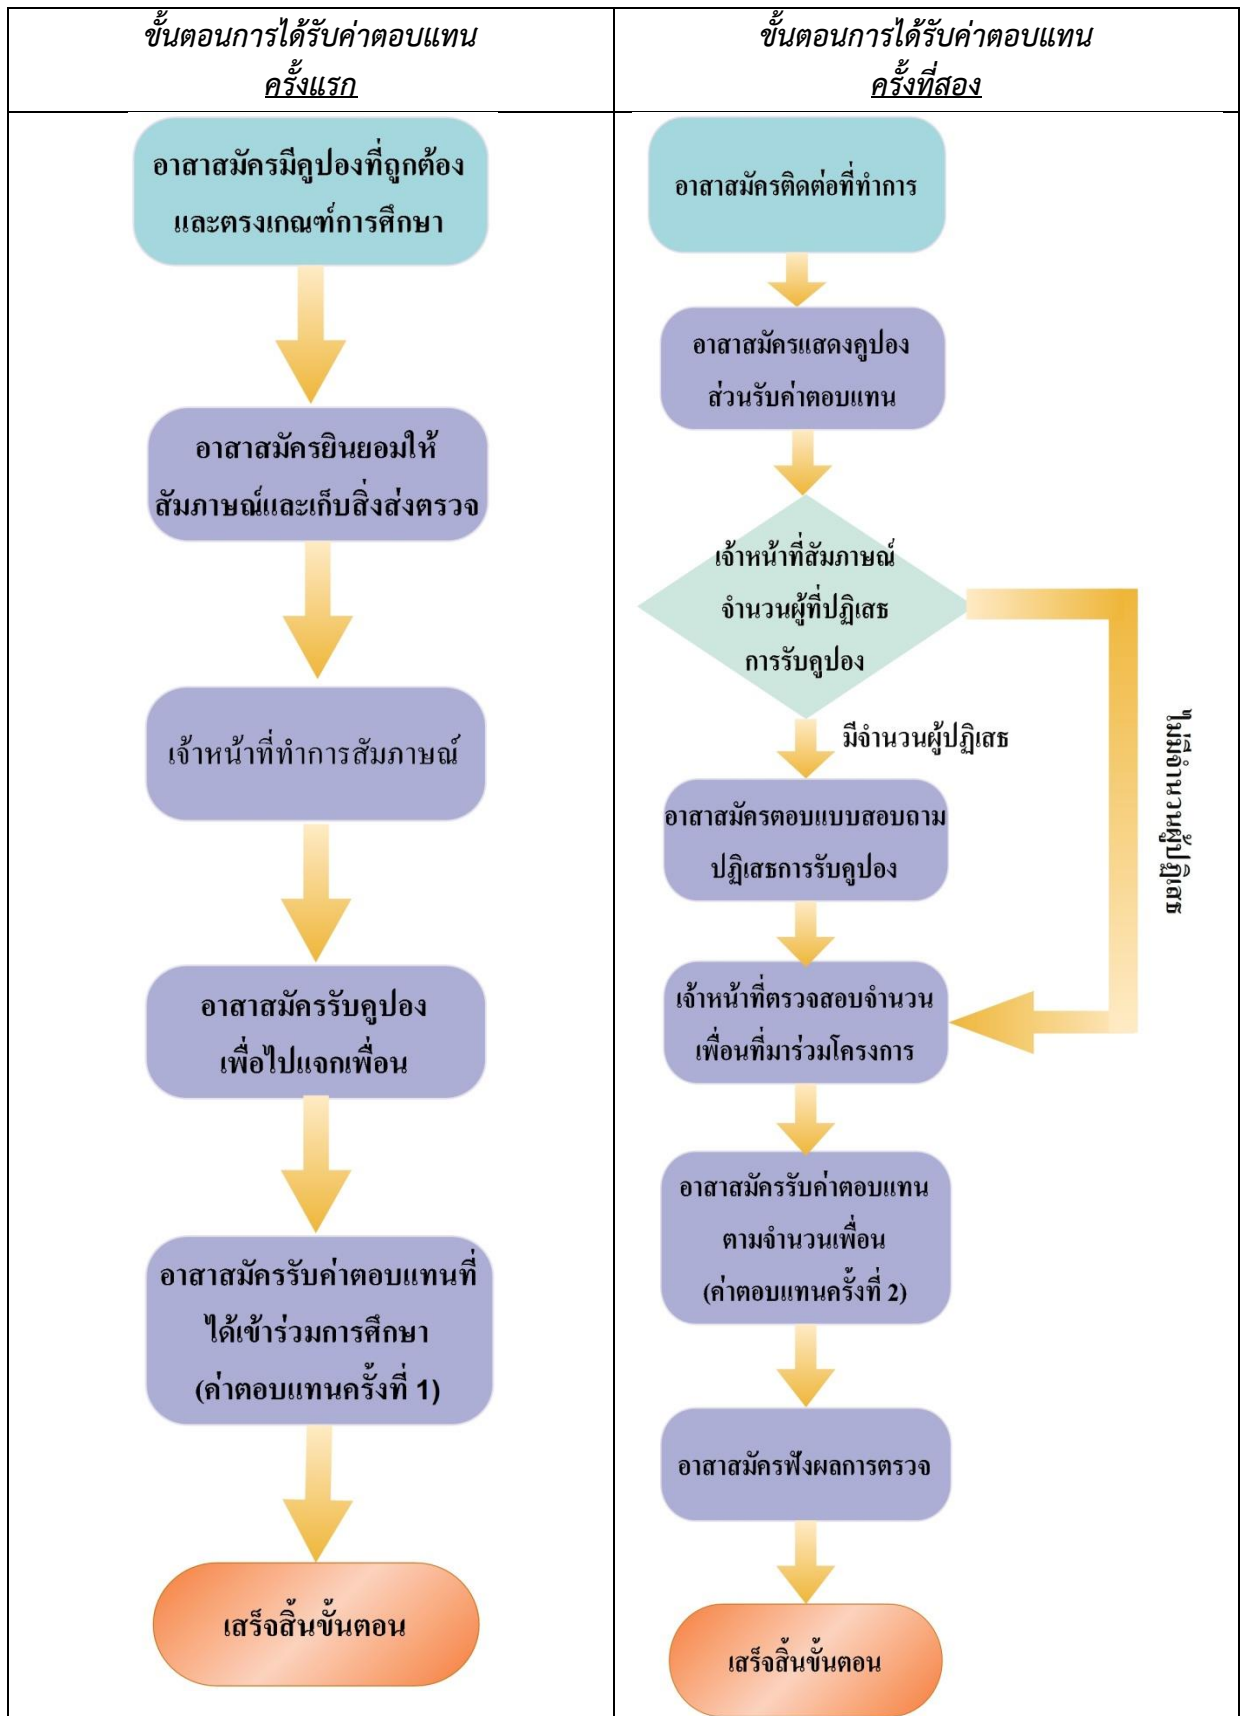 ขั้นตอนการได้รับค่าตอบแทน
ครั้งแรก
อาสาสมัครมีคูปองที่ถูกต้อง
และตรงเกณฑ์การศึกษา
อาสาสมัครยินยอมให้
สัมภาษณ์และเก็บสิ่งส่งตรวจ
เจ้าหน้าที่ทำการสัมภาษณ์
อาสาสมัครรับคูปอง
เพื่อไปแจกเพื่อน
อาสาสมัครรับค่าตอบแทนที่
ได้เข้าร่วมการศึกษา
(ค่าตอบแทนครั้งที่ 1)
เสร็จสิ้นขั้นตอน
ขั้นตอนการได้รับค่าตอบแทน
ครั้งที่สอง
อาสาสมัครติดต่อที่ทำการ
อาสาสมัครแสดงคูปอง
ส่วนรับค่าตอบแทน
เจ้าหน้าที่สัมภาษณ์
จำนวนผู้ที่ปฏิเสธ
การรับคูปอง
มีจำนวนผู้ปฏิเสธ
ไม่มีจำนวนผู้ปฏิเสธ
อาสาสมัครตอบแบบสอบถาม
ปฏิเสธการรับคูปอง
เจ้าหน้าที่ตรวจสอบจำนวน
เพื่อนที่มาร่วมโครงการ
อาสาสมัครรับค่าตอบแทน
ตามจำนวนเพื่อน
(ค่าตอบแทนครั้งที่ 2)
อาสาสมัครฟังผลการตรวจ
เสร็จสิ้นขั้นตอน